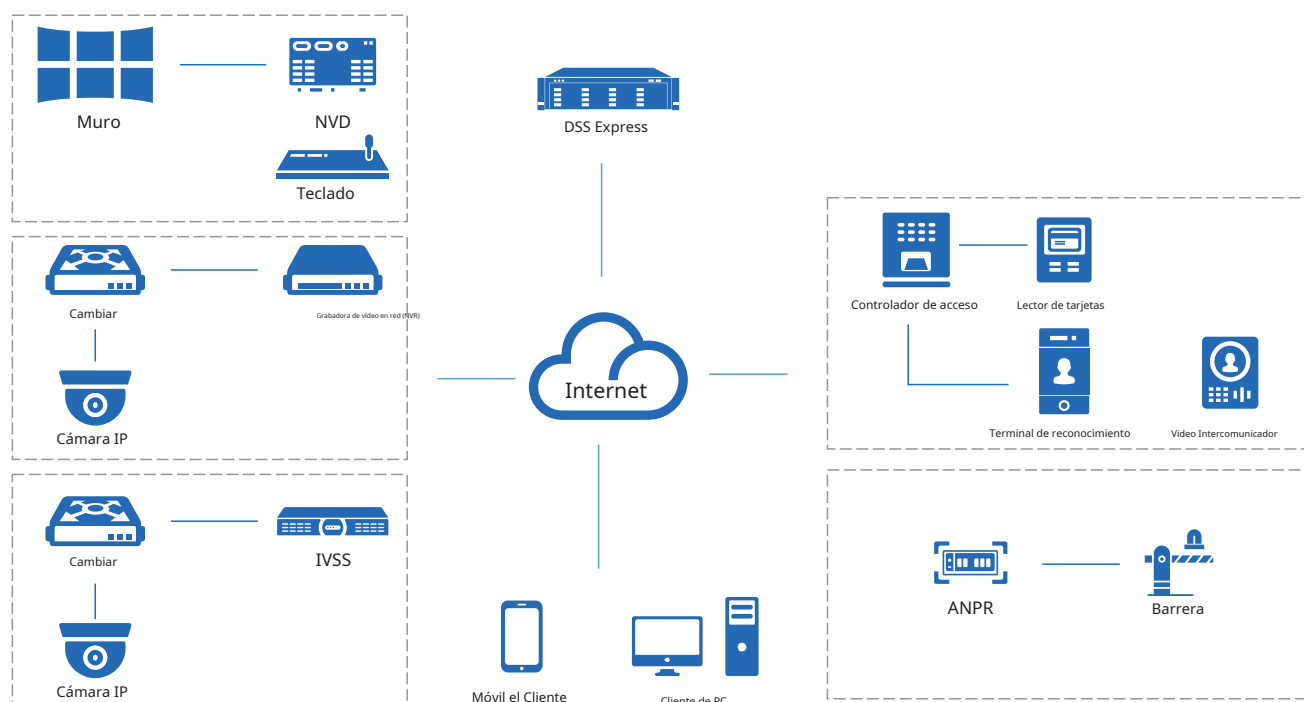 Muro
NVD
Teclado
DSS Express
Cambiar
Grabadora de vídeo en red (NVR)
Cámara IP
Internet
Controlador de acceso
Lector de tarjetas
Terminal de reconocimiento
Video Intercomunicador
Cambiar
IVSS
Cámara IP
ANPR
Barrera
Móvil el Cliente
Cliente de PC